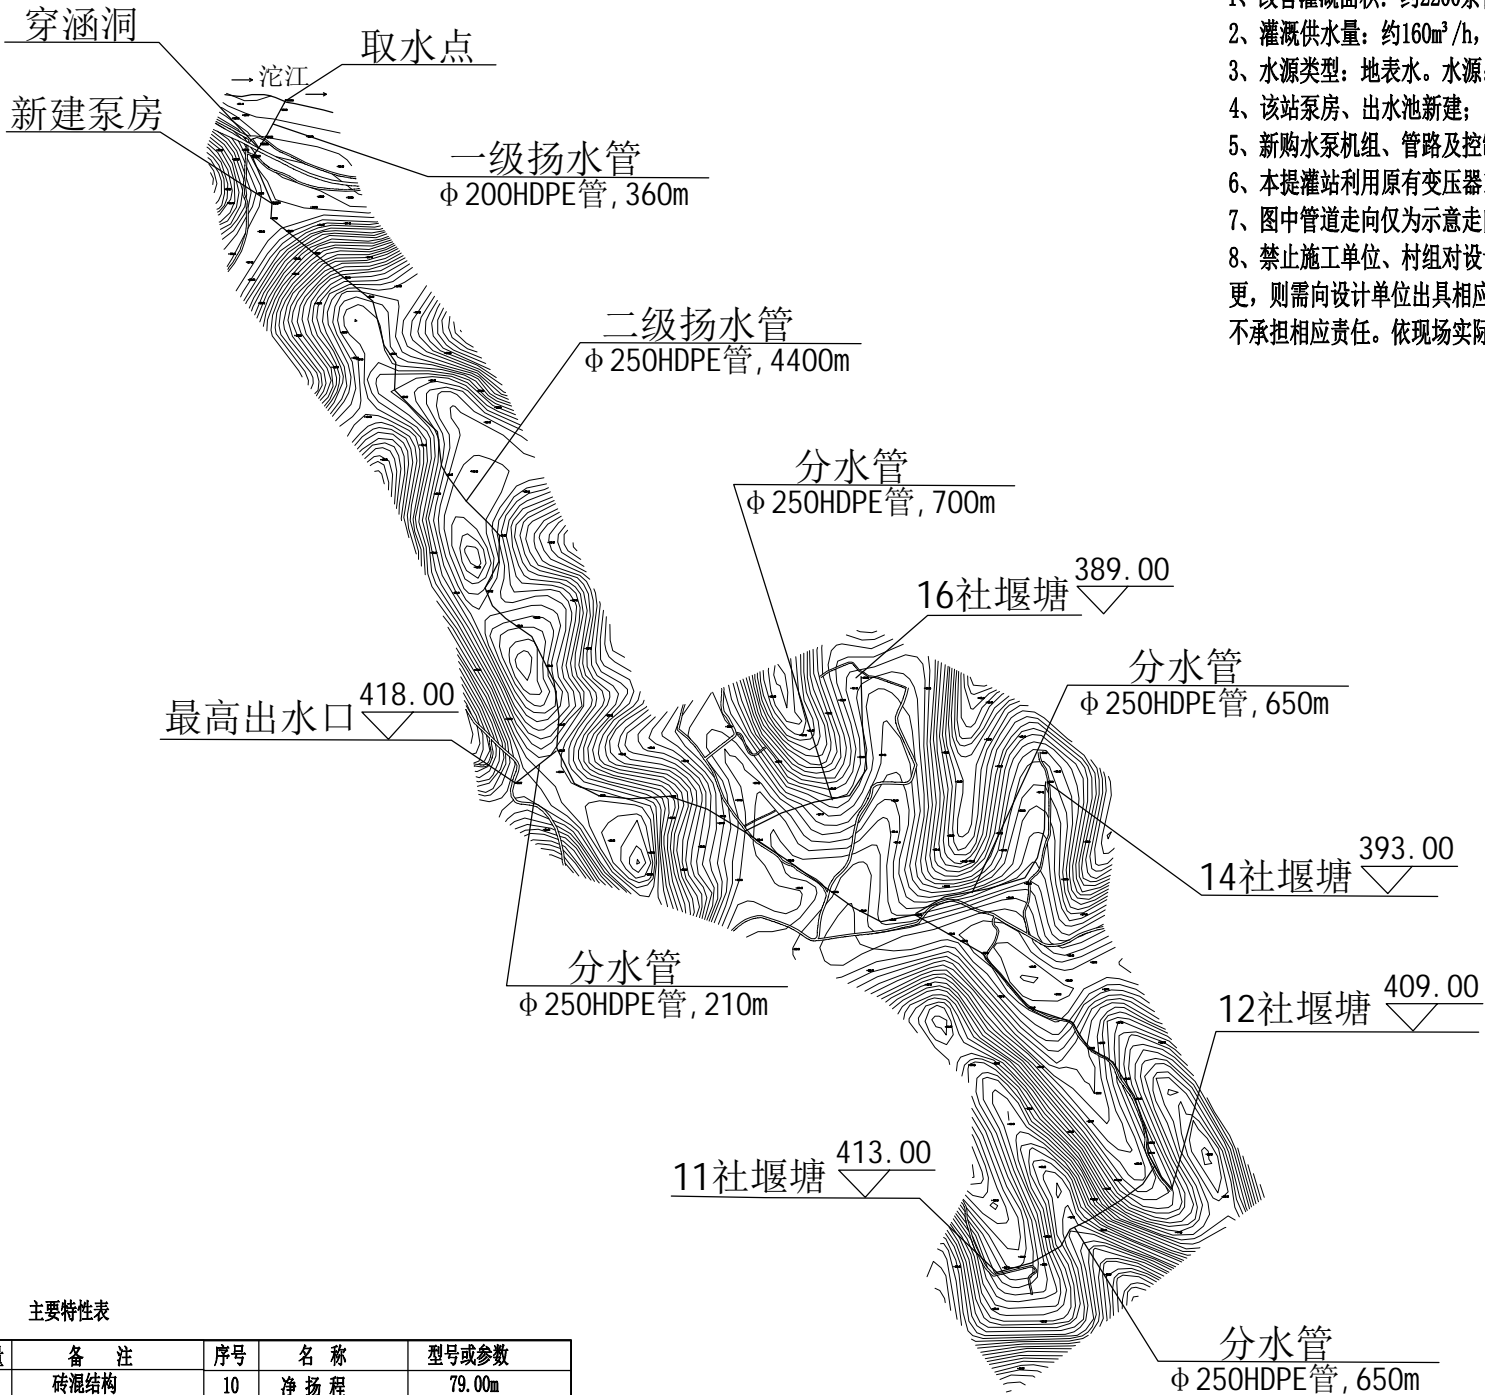 穿涵洞
取水点
→沱江→
新建泵房
一级扬水管
φ200HDPE管,360m
2、灌溉供水量：约160m³/h,
3、水源类型：地表水。水源
4、该站泵房、出水池新建；
5、新购水泵机组、管路及控
6、本提灌站利用原有变压器
7、图中管道走向仅为示意走
8、禁止施工单位、村组对设
更，则需向设计单位出具相应
不承担相应责任。依现场实际
二级扬水管
φ250HDPE管,4400m
分水管
φ250HDPE管,700m
16社堰塘 389.00
分水管
φ250HDPE管,650m
最高出水口 418.00
14社堰塘 393.00
分水管
φ250HDPE管,210m
12社堰塘 409.00
11社堰塘 413.00
分水管
φ250HDPE管,650m
主要特性表
备 注 序号 名 称 型号或参数
砖混结构 10 净扬程 79.00m